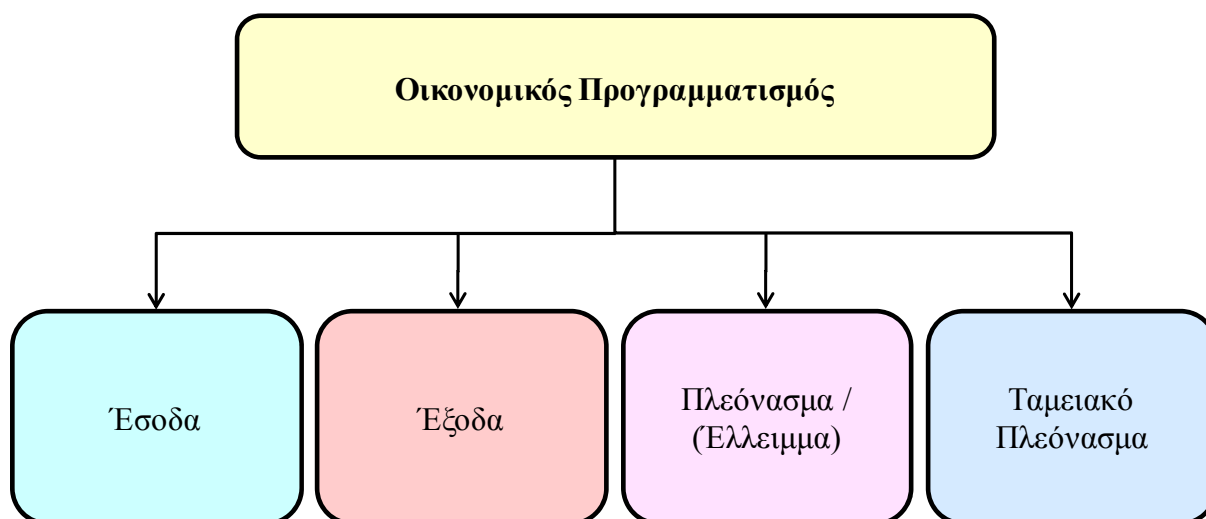 Οικονομικός Προγραμματισμός
Έσοδα
Έξοδα
Πλεόνασμα /
(Έλλειμμα)
Ταμειακό
Πλεόνασμα